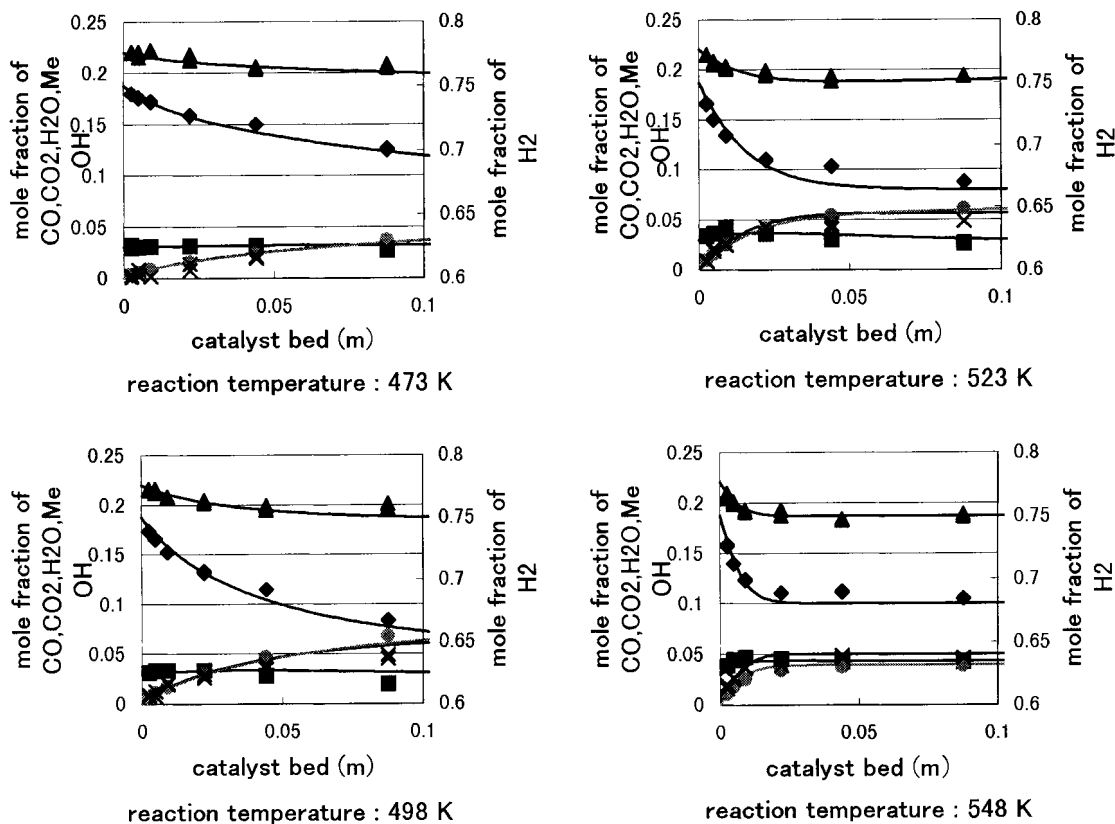 mole fraction of
CO,CO2,H2O,Me
OH
0.25
0.2
0.15
0.1
0.05
0
0.8
0.75
0.7
0.65
0.6
mole fraction of
H2
0
0.05
0.1
catalyst bed (m)
reaction temperature : 473 K
mole fraction of
CO,CO2,H2O,Me
OH
0.25
0.2
0.15
0.1
0.05
0
0.8
0.75
0.7
0.65
0.6
mole fraction of
H2
0
0.05
0.1
catalyst bed (m)
reaction temperature : 523 K
mole fraction of
CO,CO2,H2O,Me
OH
0.25
0.2
0.15
0.1
0.05
0
0.8
0.75
0.7
0.65
0.6
mole fraction of
H2
0
0.05
0.1
catalyst bed (m)
reaction temperature : 498 K
mole fraction of
CO,CO2,H2O,Me
OH
0.25
0.2
0.15
0.1
0.05
0
0.8
0.75
0.7
0.65
0.6
mole fraction of
H2
0
0.05
0.1
catalyst bed (m)
reaction temperature : 548 K